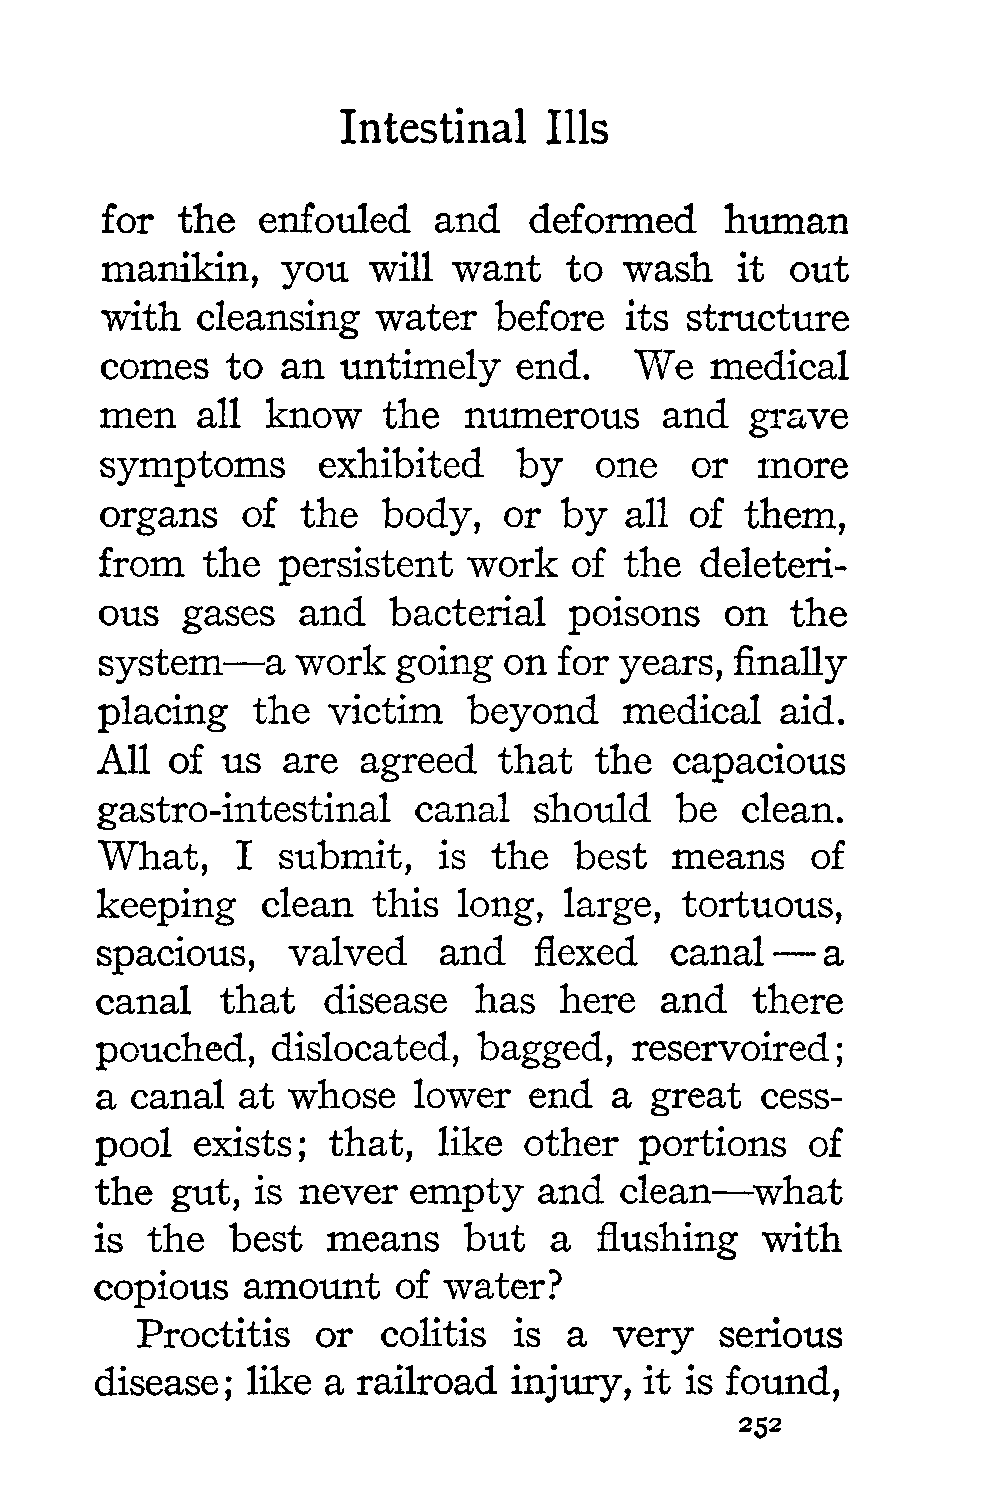 Intestinal Ills
for the enfouled and deformed human
manikin, you will want to wash it out
with cleansing water before its structure
comes to an untimely end. We medical
men all know the numerous and grave
symptoms exhibited by one or more
organs of the body, or by all of them,
from the persistent work of the deleteri-
ous gases and bacterial poisons on the
system—a work going on for years, finally
placing the victim beyond medical aid.
All of us are agreed that the capacious
gastro-intestinal canal should be clean.
What, I submit, is the best means of
keeping clean this long, large, tortuous,
spacious, valved and flexed canal—a
canal that disease has here and there
pouched, dislocated, bagged, reservoired;
a canal at whose lower end a great cess-
pool exists; that, like other portions of
the gut, is never empty and clean—what
is the best means but a flushing with
copious amount of water?
Proctitis or colitis is a very serious
disease; like a railroad injury, it is found,
252